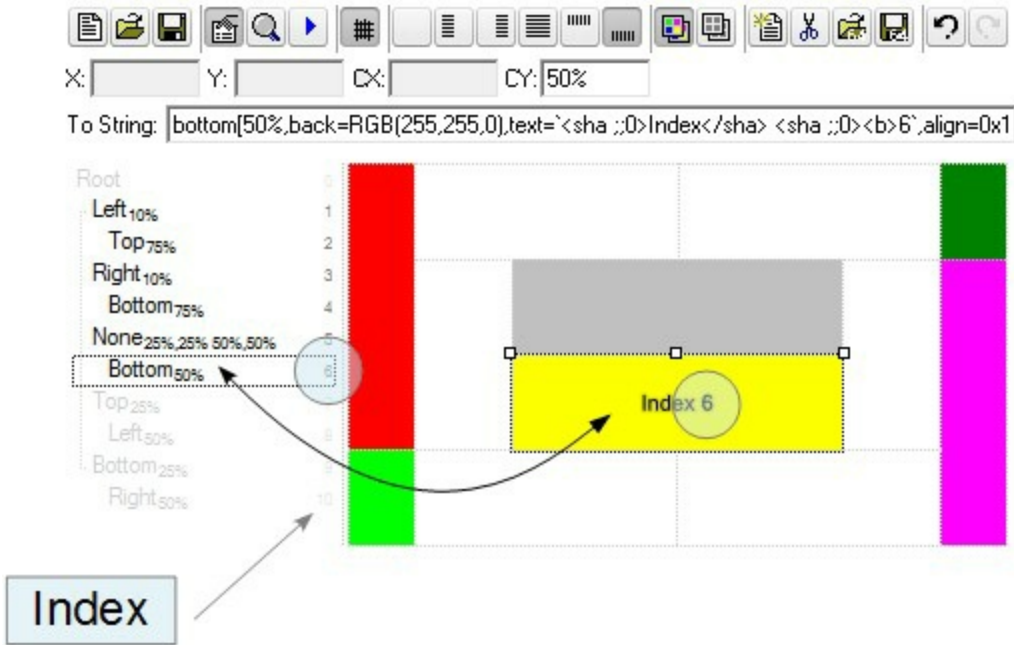 X: Y: CX: CY: 50%
To String: bottom[50%,back=RGB(255,255,0),text=`<sha ;;0>Index</sha> <sha ;;0><b>6`,align=0x1
Root 0
Left10% 1
Top75% 2
Right10% 3
Bottom75% 4
None25%,25% 50%,50% 5
Bottom50% 6
Index 6
Top25%
Left50% 8
Bottom25% 9
Right50% 10
Index